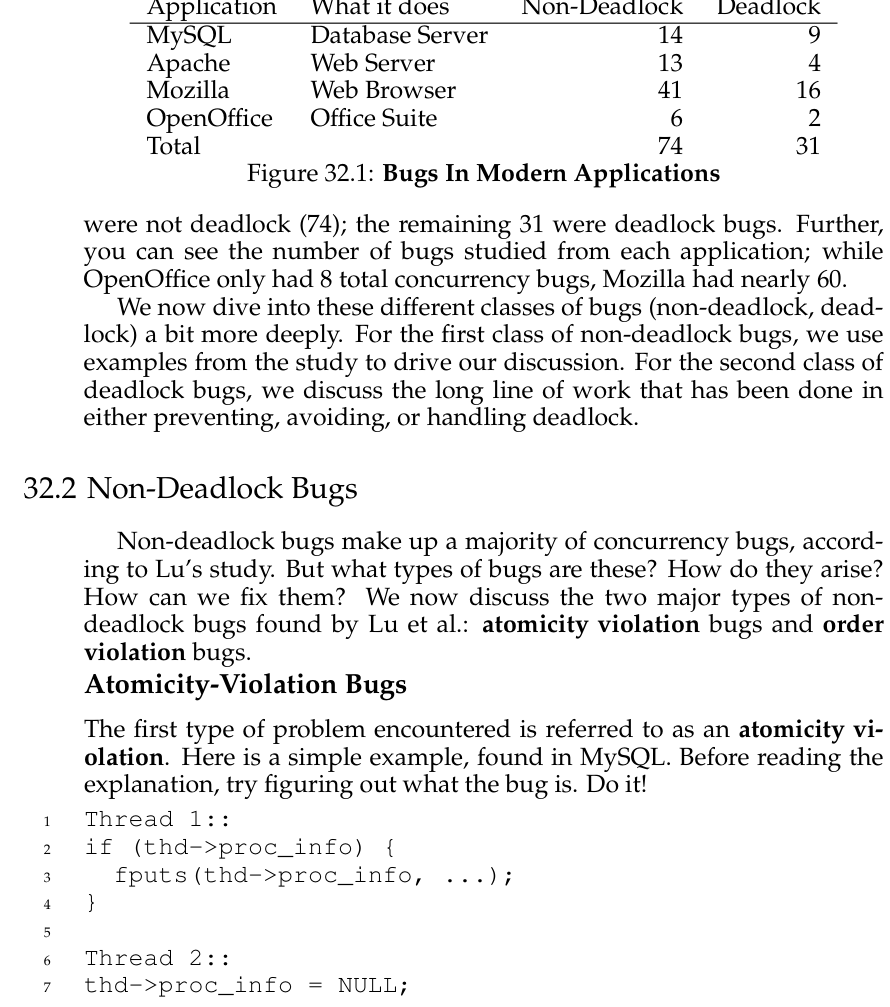 Application What it does Non-Deadlock Deadlock
MySQL Database Server 14 9
Apache Web Server 13 4
Mozilla Web Browser 41 16
OpenOffice Office Suite 6 2
Total 74 31
Figure 32.1: Bugs In Modern Applications
were not deadlock (74); the remaining 31 were deadlock bugs. Further,
you can see the number of bugs studied from each application; while
OpenOffice only had 8 total concurrency bugs, Mozilla had nearly 60.
We now dive into these different classes of bugs (non-deadlock, dead-
lock) a bit more deeply. For the first class of non-deadlock bugs, we use
examples from the study to drive our discussion. For the second class of
deadlock bugs, we discuss the long line of work that has been done in
either preventing, avoiding, or handling deadlock.
32.2 Non-Deadlock Bugs
Non-deadlock bugs make up a majority of concurrency bugs, accord-
ing to Lu's study. But what types of bugs are these? How do they arise?
How can we fix them? We now discuss the two major types of non-
deadlock bugs found by Lu et al.: atomicity violation bugs and order
violation bugs.
Atomicity-Violation Bugs
The first type of problem encountered is referred to as an atomicity vi-
olation. Here is a simple example, found in MySQL. Before reading the
explanation, try figuring out what the bug is. Do it!
1 Thread 1::
2 if (thd->proc_info) {
3 fputs(thd->proc_info, ...);
4 }
5
6 Thread 2::
7 thd->proc_info = NULL;